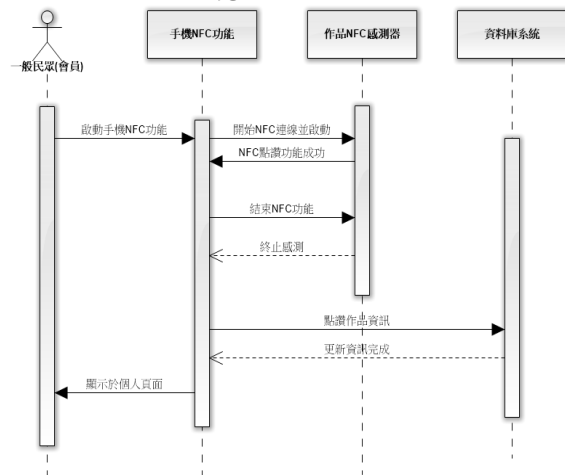 手機NFC功能
作品NFC感測器
資料庫系統
一般民眾(會員)
啟動手機NFC功能
開始NFC連線並啟動
NFC點讚功能成功
結束NFC功能
終止感測
點讚作品資訊
更新資訊完成
顯示於個人頁面